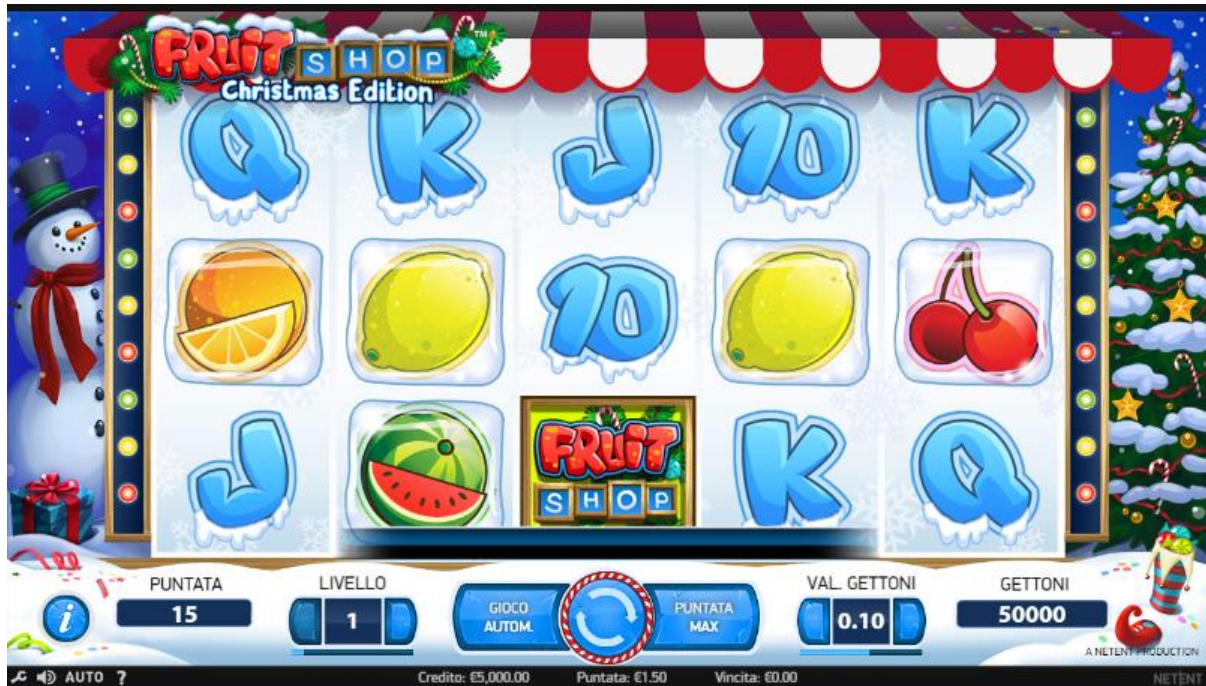 FRUIT SHOP™
Christmas Edition
Q K J 10 K
10
FRUIT
SHOP
J K Q
PUNTATA
15
LIVELLO
1
GIOCO
AUTOM.
PUNTATA
MAX
VAL. GETTONI
0.10
GETTONI
50000
A NETENT PRODUCTION
AUTO ?
Credito: €5,000.00 Puntata: €1.50 Vincita: €0.00
NETENT